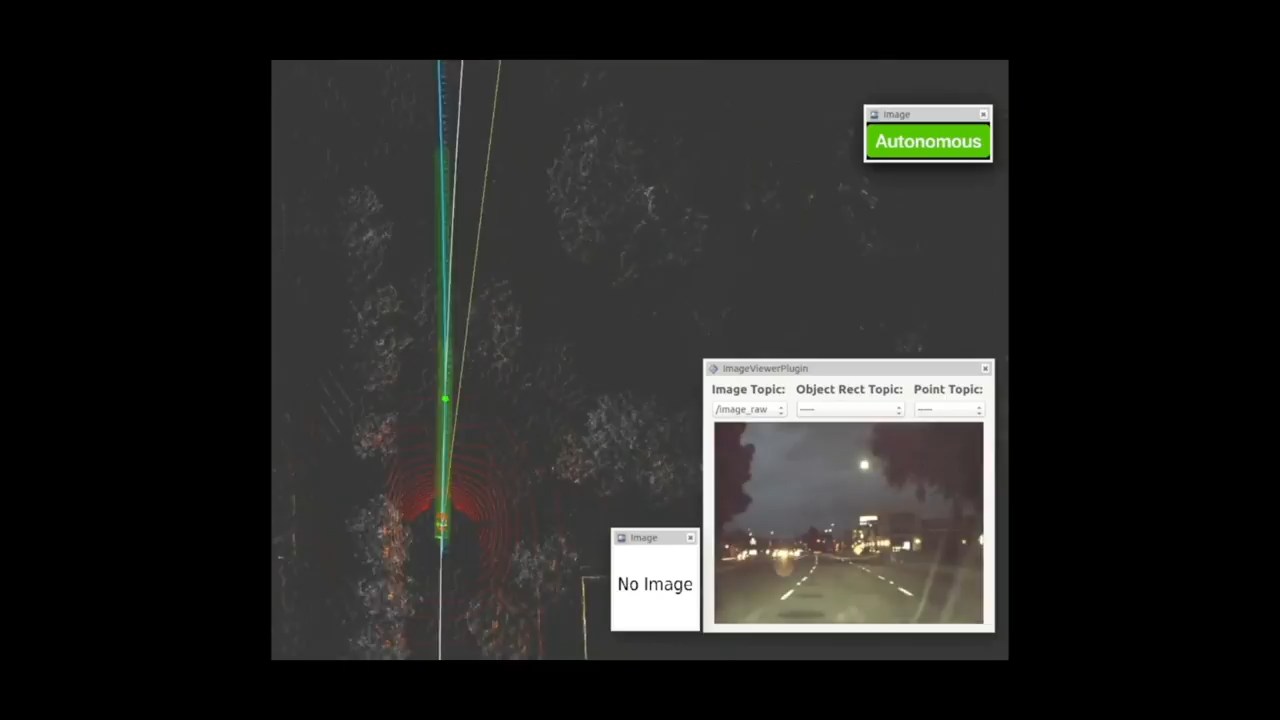 Image
Autonomous
ImageViewerPlugin
Image Topic: Object Rect Topic: Point Topic:
/image_raw ---- ----
Image
No Image